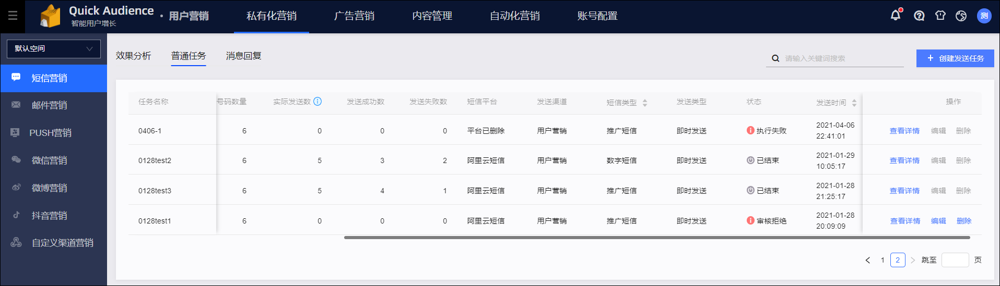 Quick Audience
智能用户增长
· 用户营销
私有化营销
广告营销
内容管理
自动化营销
账号配置
测
默认空间
短信营销
邮件营销
PUSH营销
微信营销
微博营销
抖音营销
自定义渠道营销
效果分析 普通任务 消息回复
请输入关键词搜索
+ 创建发送任务
任务名称 号码数量 实际发送数 发送成功数 发送失败数 短信平台 发送渠道 短信类型 发送类型 状态 发送时间 操作
0406-1 6 0 0 0 平台已删除 用户营销 推广短信 即时发送 执行失败 2021-04-06 22:41:01 查看详情 编辑 删除
0128test2 6 5 3 2 阿里云短信 用户营销 数字短信 即时发送 已结束 2021-01-29 10:05:17 查看详情 编辑 删除
0128test3 6 5 4 1 阿里云短信 用户营销 推广短信 即时发送 已结束 2021-01-28 21:25:17 查看详情 编辑 删除
0128test1 6 0 0 0 阿里云短信 用户营销 推广短信 即时发送 审核拒绝 2021-01-28 20:09:09 查看详情 编辑 删除
< 1 2 > 跳至 页